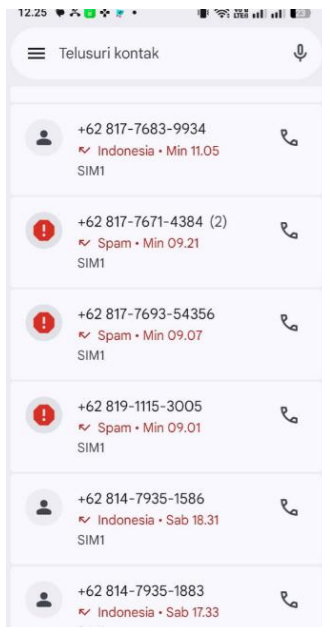 12.25
Telusuri kontak
+62 817-7683-9934
Indonesia • Min 11.05
SIM1
+62 817-7671-4384 (2)
Spam • Min 09.21
SIM1
+62 817-7693-54356
Spam • Min 09.07
SIM1
+62 819-1115-3005
Spam • Min 09.01
SIM1
+62 814-7935-1586
Indonesia • Sab 18.31
SIM1
+62 814-7935-1883
Indonesia • Sab 17.33